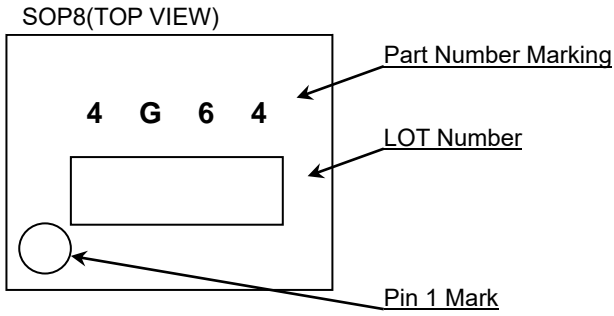 SOP8(TOP VIEW)
Part Number Marking
4 G 6 4
LOT Number
Pin 1 Mark